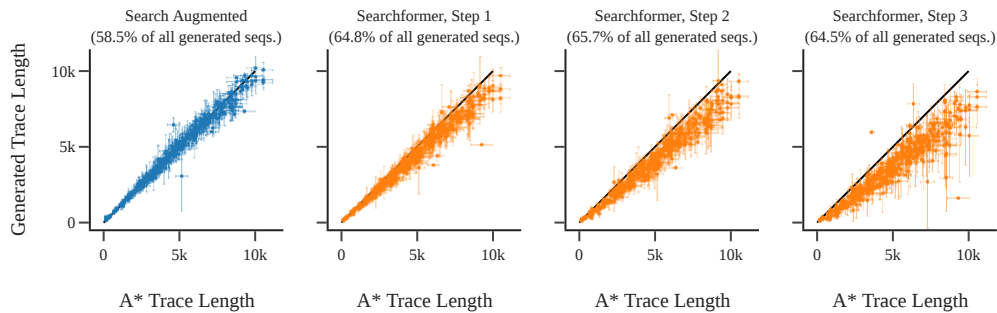 Search Augmented
(58.5% of all generated seqs.)
Searchformer, Step 1
(64.8% of all generated seqs.)
Searchformer, Step 2
(65.7% of all generated seqs.)
Searchformer, Step 3
(64.5% of all generated seqs.)
Generated Trace Length
10k
5k
0
0 5k 10k
0 5k 10k
0 5k 10k
0 5k 10k
A* Trace Length
A* Trace Length
A* Trace Length
A* Trace Length